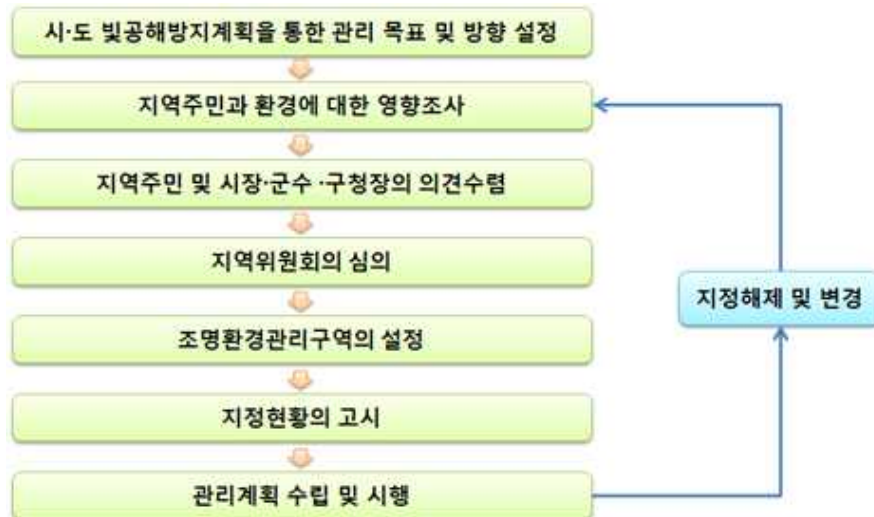 시·도 빛공해방지계획을 통한 관리 목표 및 방향 설정
지역주민과 환경에 대한 영향조사
지역주민 및 시장·군수 ·구청장의 의견수렴
지역위원회의 심의
조명환경관리구역의 설정
지정현황의 고시
관리계획 수립 및 시행
지정해제 및 변경